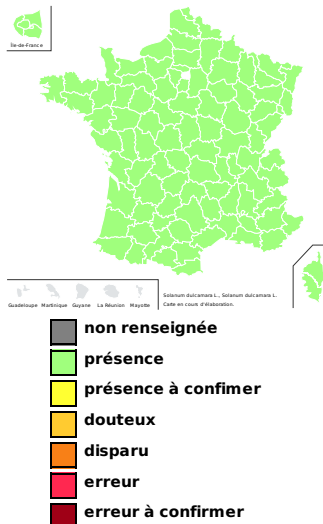 Île-de-France
Guadeloupe Martinique Guyane La Réunion Mayotte
Solanum dulcamara L., Solanum dulcamara L.
Carte en cours d'élaboration.
non renseignée
présence
présence à confimer
douteux
disparu
erreur
erreur à confirmer